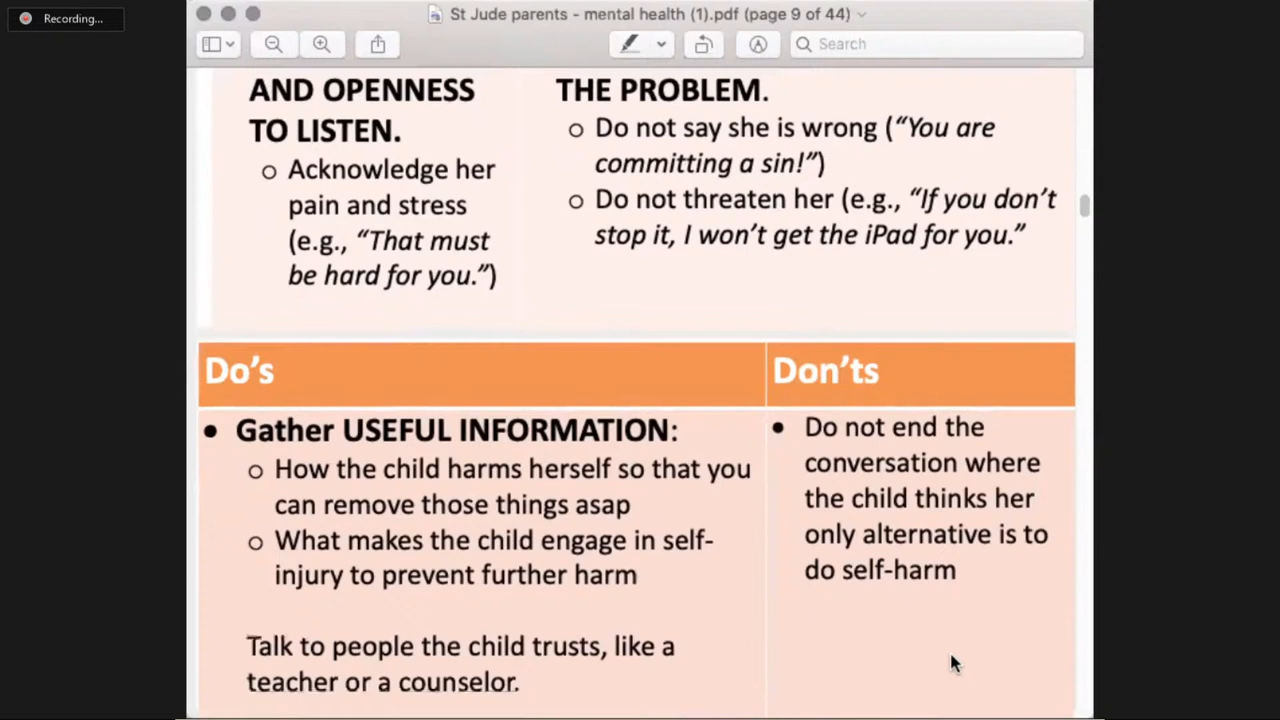 Recording...
St Jude parents - mental health (1).pdf (page 9 of 44)
Search
AND OPENNESS
TO LISTEN.
o Acknowledge her
pain and stress
(e.g., “That must
be hard for you.”)
THE PROBLEM.
o Do not say she is wrong (“You are
committing a sin!”)
o Do not threaten her (e.g., “If you don’t
stop it, I won’t get the iPad for you.”
Do’s
Don’ts
• Gather USEFUL INFORMATION:
o How the child harms herself so that you
can remove those things asap
o What makes the child engage in self-
injury to prevent further harm
Talk to people the child trusts, like a
teacher or a counselor.
• Do not end the
conversation where
the child thinks her
only alternative is to
do self-harm